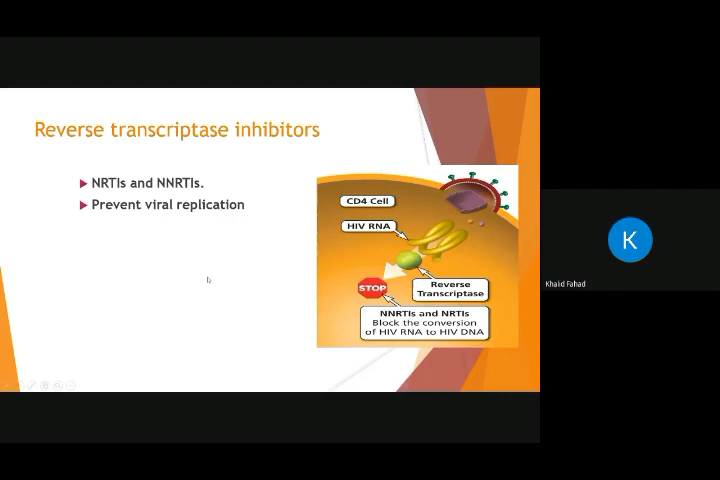 Reverse transcriptase inhibitors
NRTIs and NNRTIs.
Prevent viral replication
CD4 Cell
HIV RNA
Reverse
Transcriptase
STOP
NNRTIs and NRTIs
Block the conversion
of HIV RNA to HIV DNA
K
Khalid Fahad